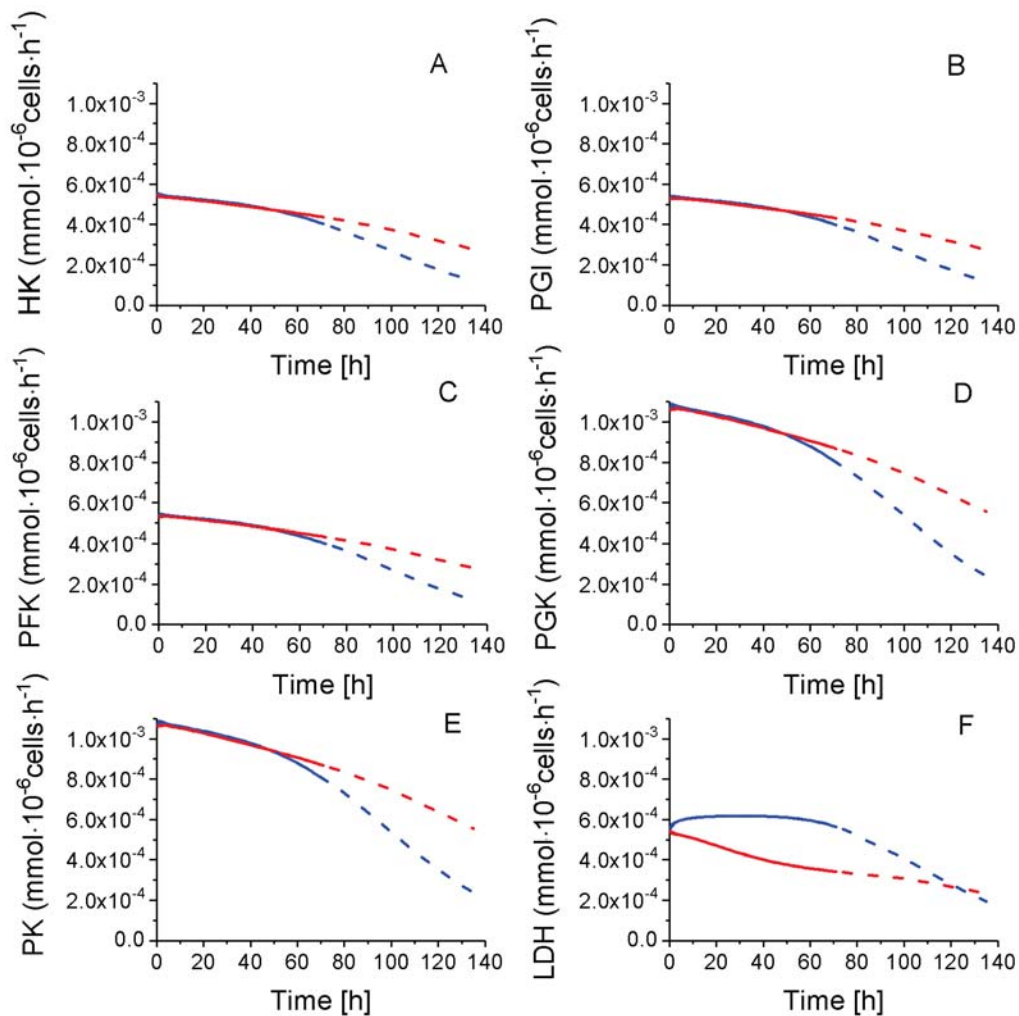 A
HK (mmol·10⁻⁶cells·h⁻¹)
1.0x10⁻³
8.0x10⁻⁴
6.0x10⁻⁴
4.0x10⁻⁴
2.0x10⁻⁴
0.0
0 20 40 60 80 100 120 140
Time [h]
B
PGI (mmol·10⁻⁶cells·h⁻¹)
1.0x10⁻³
8.0x10⁻⁴
6.0x10⁻⁴
4.0x10⁻⁴
2.0x10⁻⁴
0.0
0 20 40 60 80 100 120 140
Time [h]
C
PFK (mmol·10⁻⁶cells·h⁻¹)
1.0x10⁻³
8.0x10⁻⁴
6.0x10⁻⁴
4.0x10⁻⁴
2.0x10⁻⁴
0.0
0 20 40 60 80 100 120 140
Time [h]
D
PGK (mmol·10⁻⁶cells·h⁻¹)
1.0x10⁻³
8.0x10⁻⁴
6.0x10⁻⁴
4.0x10⁻⁴
2.0x10⁻⁴
0.0
0 20 40 60 80 100 120 140
Time [h]
E
PK (mmol·10⁻⁶cells·h⁻¹)
1.0x10⁻³
8.0x10⁻⁴
6.0x10⁻⁴
4.0x10⁻⁴
2.0x10⁻⁴
0.0
0 20 40 60 80 100 120 140
Time [h]
F
LDH (mmol·10⁻⁶cells·h⁻¹)
1.0x10⁻³
8.0x10⁻⁴
6.0x10⁻⁴
4.0x10⁻⁴
2.0x10⁻⁴
0.0
0 20 40 60 80 100 120 140
Time [h]